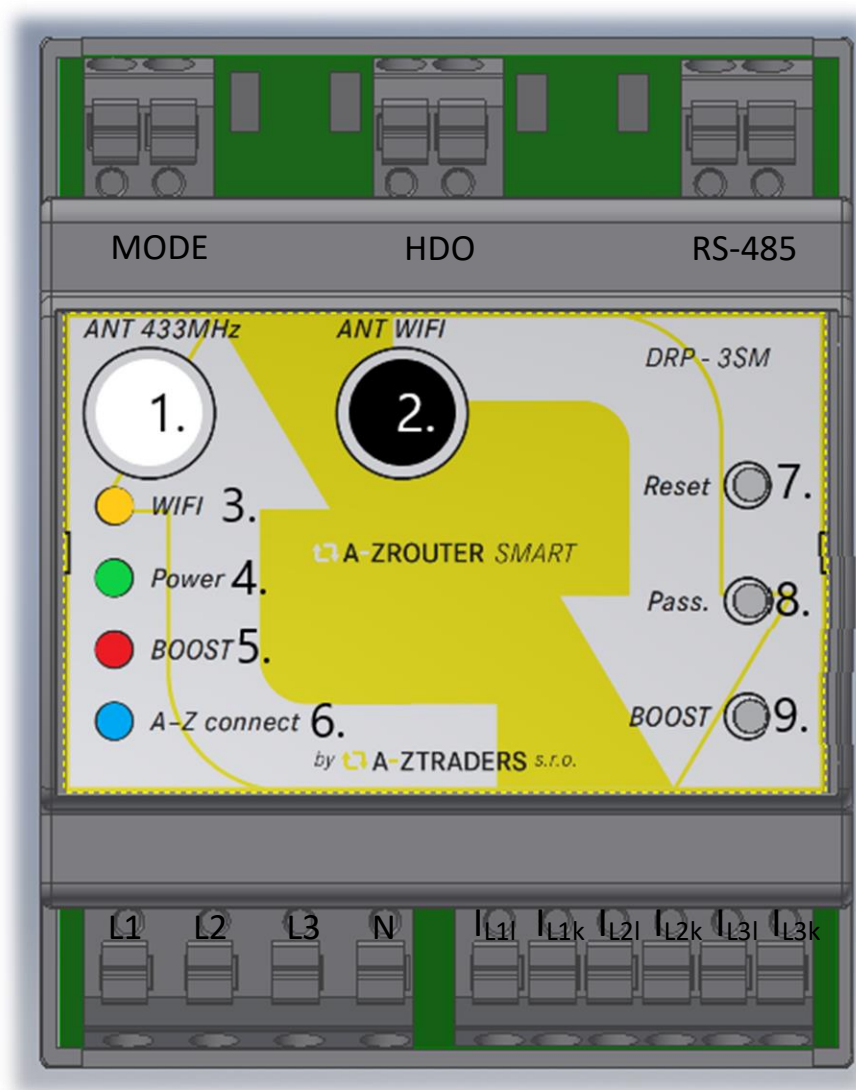 MODE HDO RS-485
ANT 433MHz ANT WIFI
DRP - 3SM
1. 2.
Reset 7.
WIFI 3.
A-ZROUTER SMART
Power 4.
Pass. 8.
BOOST 5.
BOOST 9.
A-Z connect 6.
by A-ZTRADERS s.r.o.
L1 L2 L3 N IL1l IL1k IL2l IL2k IL3l IL3k